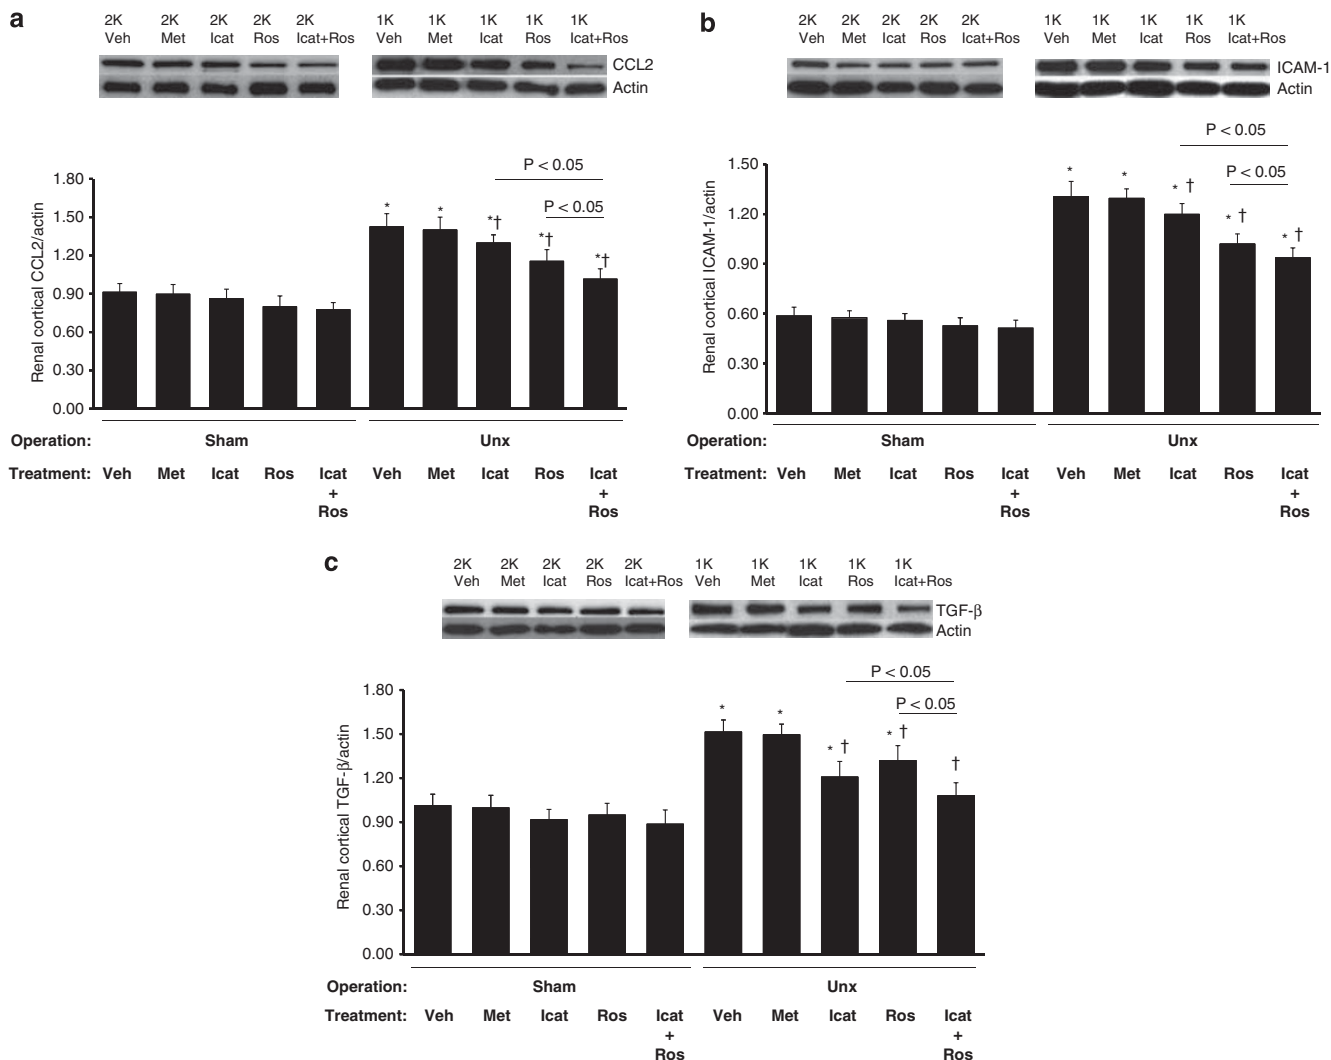 a
2K 2K 2K 2K 2K 1K 1K 1K 1K 1K
Veh Met Icat Ros Icat+Ros Veh Met Icat Ros Icat+Ros
CCL2
Actin
P < 0.05
P < 0.05
Renal cortical CCL2/actin
1.80
1.50
1.20
0.90
0.60
0.30
0.00
* * *† *† *†
Operation: Sham Unx
Treatment: Veh Met Icat Ros Icat + Ros Veh Met Icat Ros Icat + Ros
b
2K 2K 2K 2K 2K 1K 1K 1K 1K 1K
Veh Met Icat Ros Icat+Ros Veh Met Icat Ros Icat+Ros
ICAM-1
Actin
P < 0.05
P < 0.05
Renal cortical ICAM-1/actin
1.50
1.20
0.90
0.60
0.30
0.00
* * * † * † * †
Operation: Sham Unx
Treatment: Veh Met Icat Ros Icat + Ros Veh Met Icat Ros Icat + Ros
c
2K 2K 2K 2K 2K 1K 1K 1K 1K 1K
Veh Met Icat Ros Icat+Ros Veh Met Icat Ros Icat+Ros
TGF-β
Actin
P < 0.05
P < 0.05
Renal cortical TGF-β/actin
1.80
1.50
1.20
0.90
0.60
0.30
0.00
* * * † * † †
Operation: Sham Unx
Treatment: Veh Met Icat Ros Icat + Ros Veh Met Icat Ros Icat + Ros